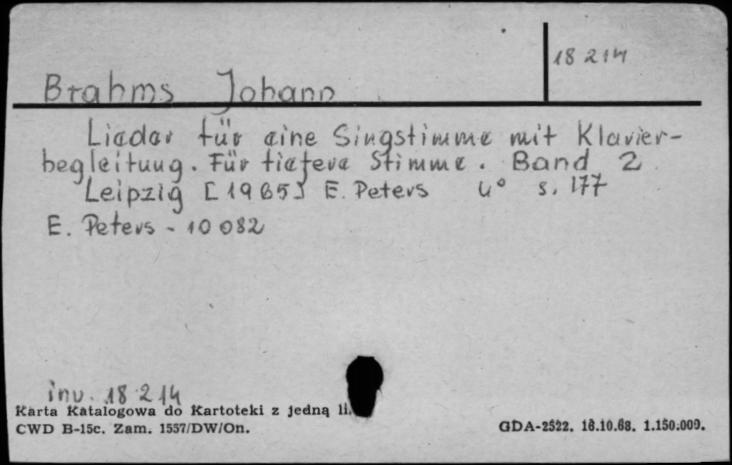 18 214
Brahms Johann
Lieder für eine Singstimme mit Klavier-
begleitung. Für tiefere Stimme. Band 2
Leipzig [1965] E. Peters 4° s. 177
E. Peters - 10 082
inv. 18 214
Karta Katalogowa do Kartoteki z jedną li
CWD B-15c. Zam. 1557/DW/On.
GDA-2522. 16.10.68. 1.150.000.